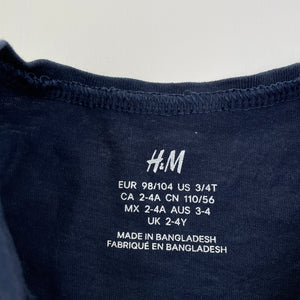 H&M
EUR 98/104 US 3/4T
CA 2-4A CN 110/56
MX 2-4A AUS 3-4
UK 2-4Y
MADE IN BANGLADESH
FABRIQUÉ EN BANGLADESH